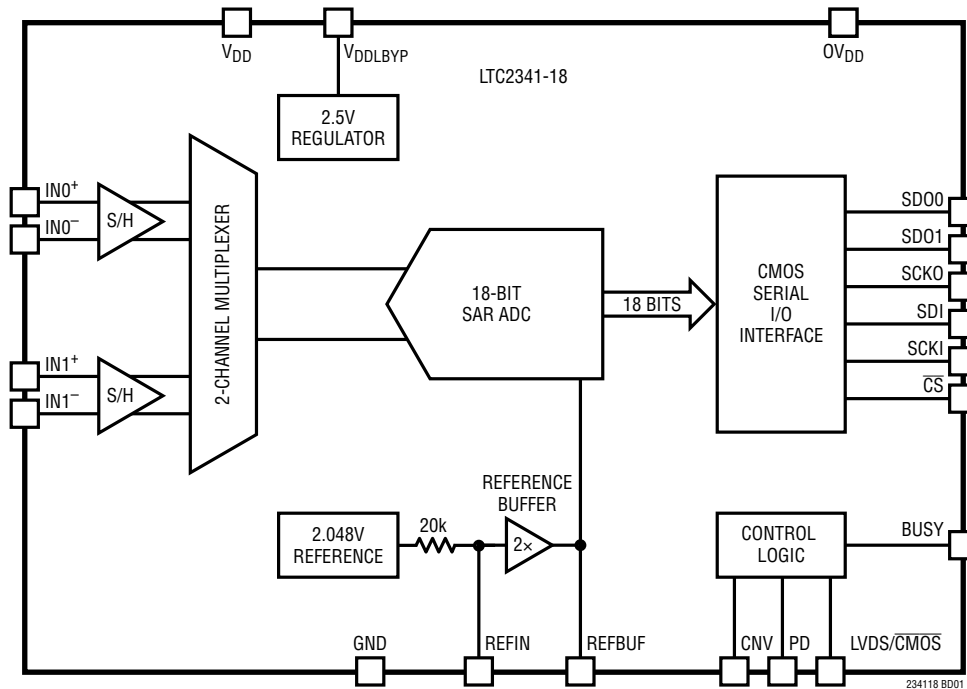 V_DD
V_DDLBYP
OV_DD
LTC2341-18
2.5V
REGULATOR
IN0⁺
S/H
IN0⁻
2-CHANNEL MULTIPLEXER
IN1⁺
S/H
IN1⁻
18-BIT
SAR ADC
18 BITS
CMOS
SERIAL
I/O
INTERFACE
SDO0
SDO1
SCKO
SDI
SCKI
C̅S̅
REFERENCE
BUFFER
2.048V
REFERENCE
20k
2×
CONTROL
LOGIC
BUSY
GND
REFIN
REFBUF
CNV
PD
LVDS/C̅M̅O̅S̅
234118 BD01